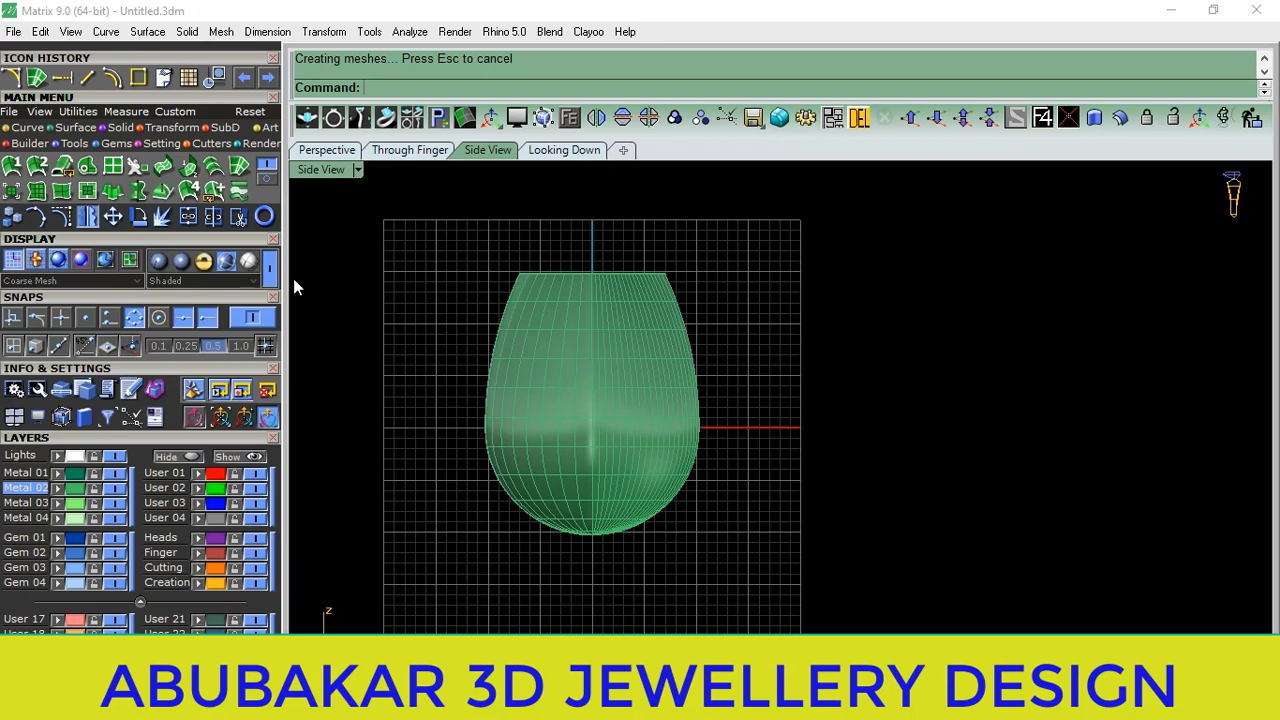 Matrix 9.0 (64-bit) - Untitled.3dm
File Edit View Curve Surface Solid Mesh Dimension Transform Tools Analyze Render Rhino 5.0 Blend Clayoo Help
ICON HISTORY
Creating meshes... Press Esc to cancel
Command:
MAIN MENU
File View Utilities Measure Custom Reset
Curve Surface Solid Transform SubD Art
Builder Tools Gems Setting Cutters Render
Perspective Through Finger Side View Looking Down
Side View
DISPLAY
Coarse Mesh Shaded
SNAPS
0.1 0.25 0.5 1.0
INFO & SETTINGS
F4
DEL
LAYERS
Lights Hide Show
Metal 01 User 01
Metal 02 User 02
Metal 03 User 03
Metal 04 User 04
Gem 01 Heads
Gem 02 Finger
Gem 03 Cutting
Gem 04 Creation
User 17 User 21
z
ABUBAKAR 3D JEWELLERY DESIGN